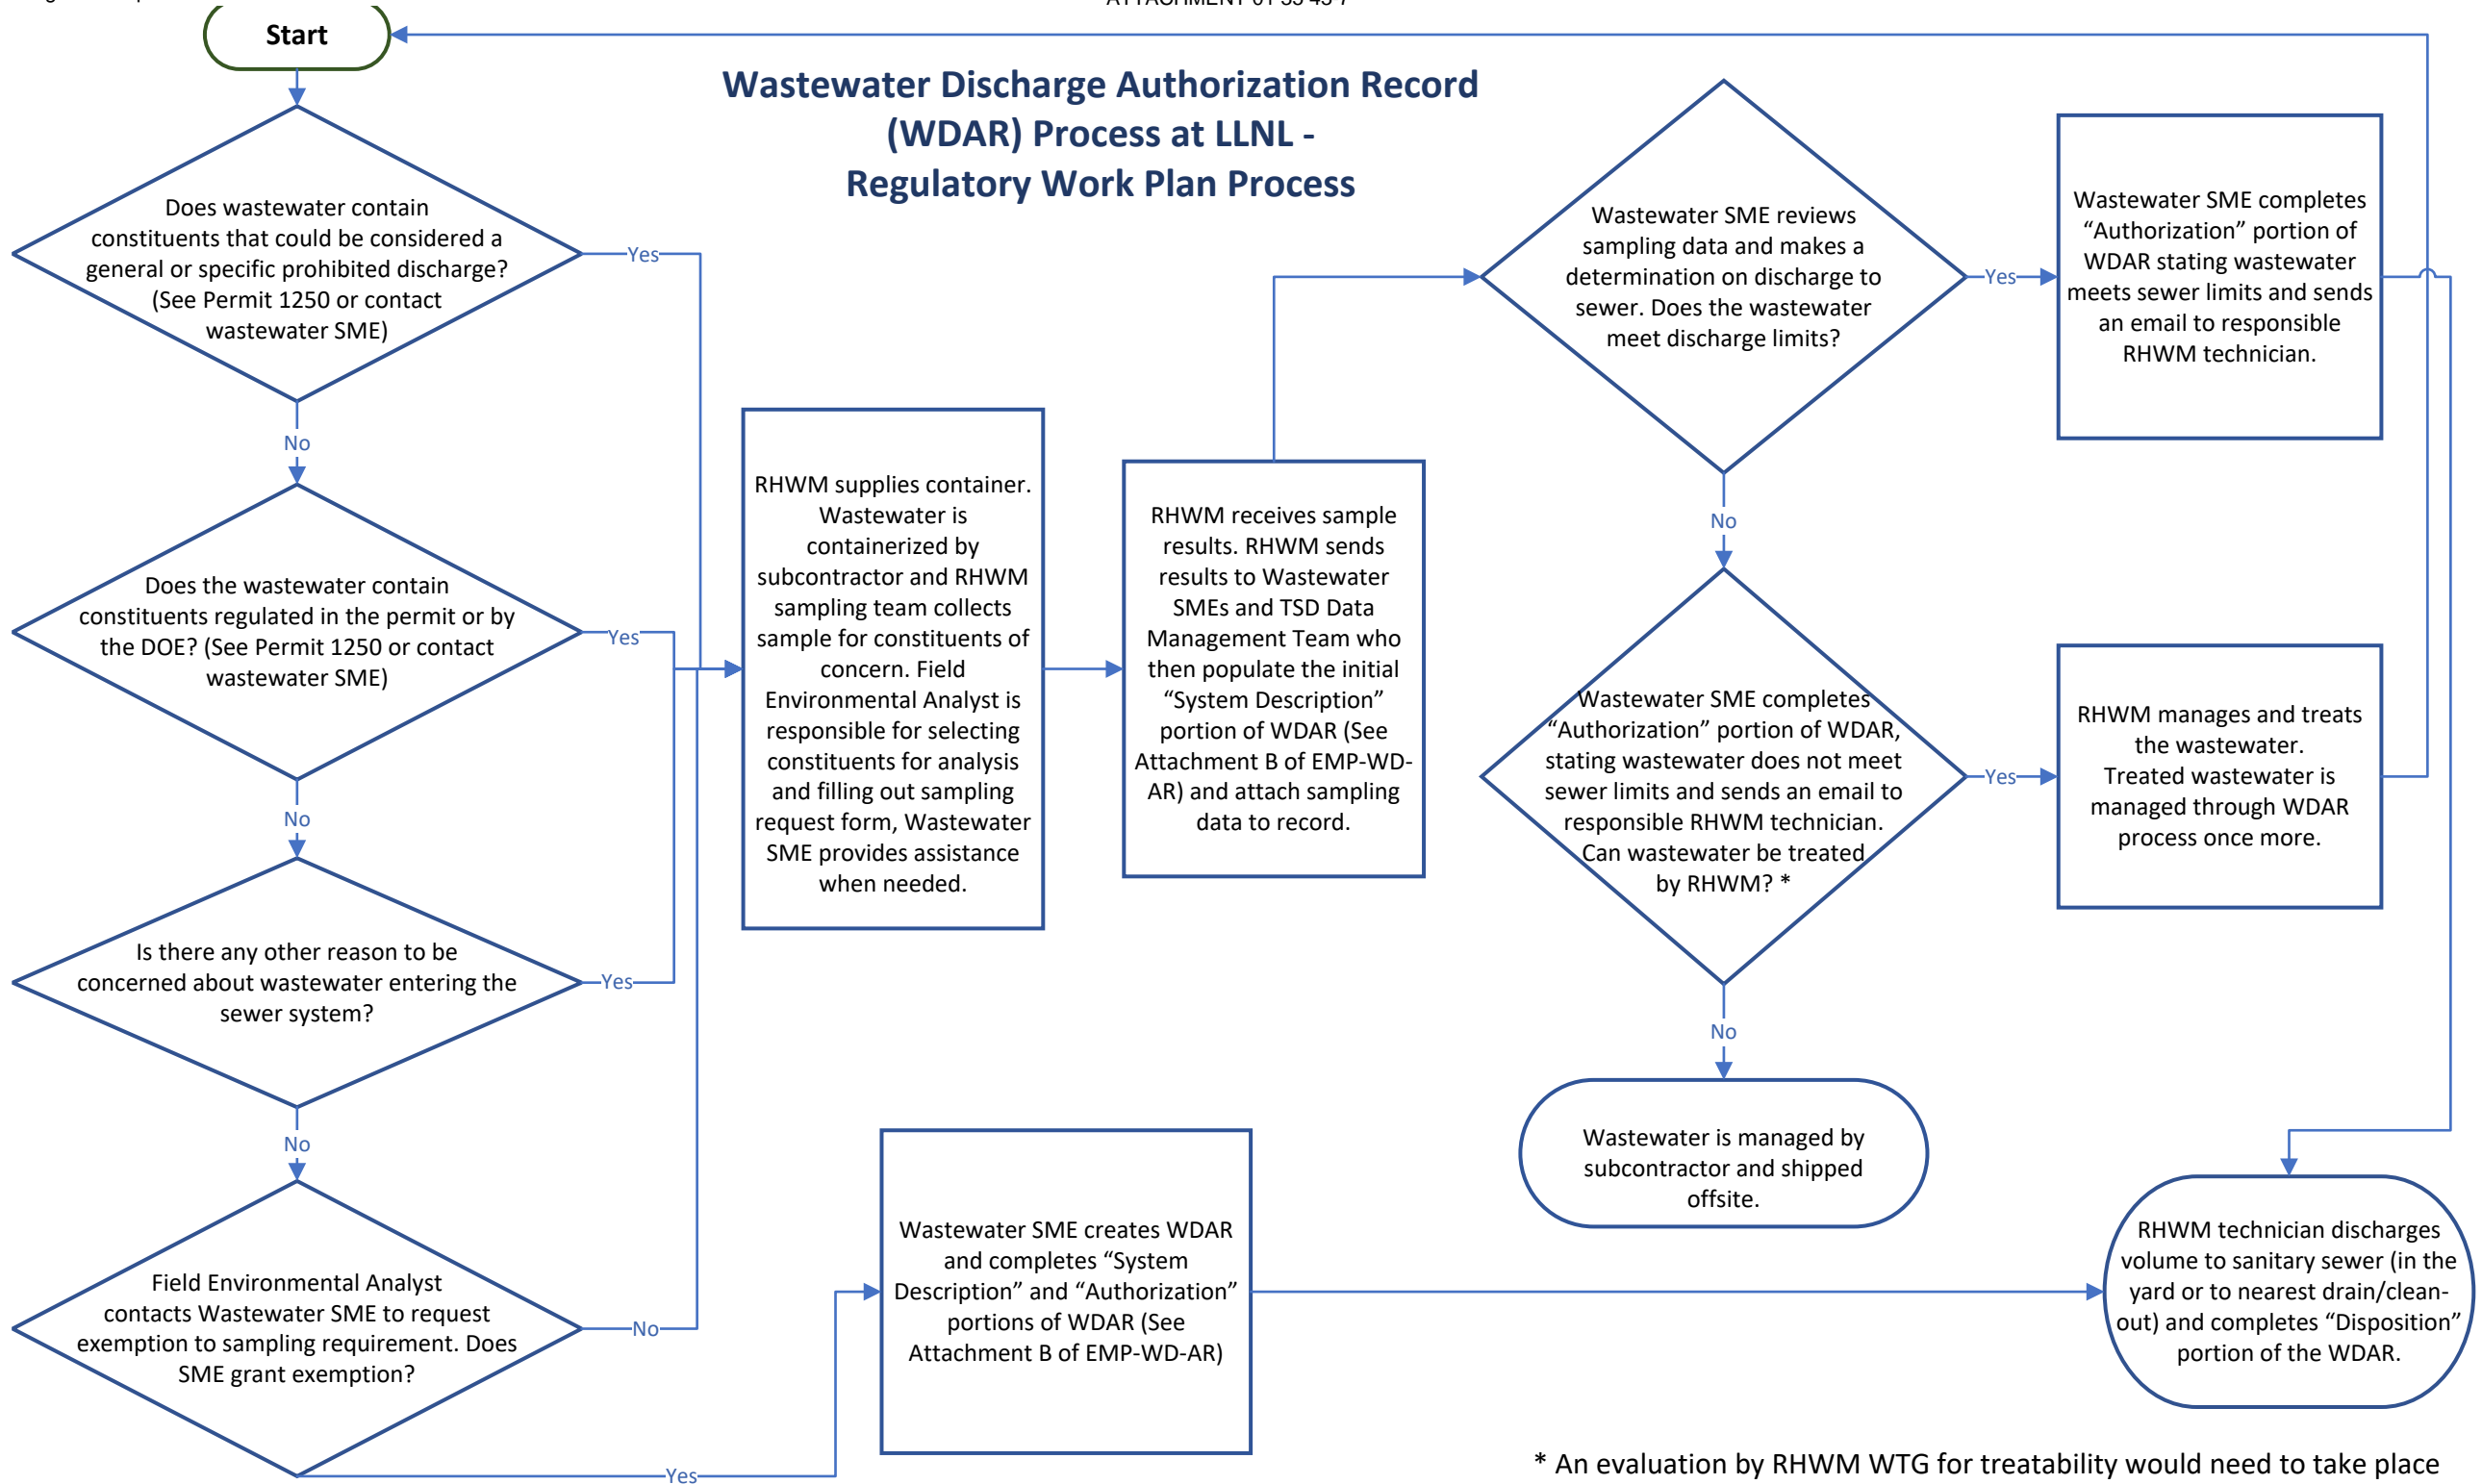 Start
Wastewater Discharge Authorization Record
(WDAR) Process at LLNL -
Regulatory Work Plan Process
Does wastewater contain
constituents that could be considered a
general or specific prohibited discharge?
(See Permit 1250 or contact
wastewater SME)
Yes
No
Does the wastewater contain
constituents regulated in the permit or by
the DOE? (See Permit 1250 or contact
wastewater SME)
Yes
No
Is there any other reason to be
concerned about wastewater entering the
sewer system?
Yes
No
Field Environmental Analyst
contacts Wastewater SME to request
exemption to sampling requirement. Does
SME grant exemption?
No
Yes
RHWM supplies container.
Wastewater is
containerized by
subcontractor and RHWM
sampling team collects
sample for constituents of
concern. Field
Environmental Analyst is
responsible for selecting
constituents for analysis
and filling out sampling
request form, Wastewater
SME provides assistance
when needed.
RHWM receives sample
results. RHWM sends
results to Wastewater
SMEs and TSD Data
Management Team who
then populate the initial
“System Description”
portion of WDAR (See
Attachment B of EMP-WD-
AR) and attach sampling
data to record.
Wastewater SME reviews
sampling data and makes a
determination on discharge to
sewer. Does the wastewater
meet discharge limits?
Yes
No
Wastewater SME completes
“Authorization” portion of
WDAR stating wastewater
meets sewer limits and sends
an email to responsible
RHWM technician.
Wastewater SME completes
“Authorization” portion of WDAR,
stating wastewater does not meet
sewer limits and sends an email to
responsible RHWM technician.
Can wastewater be treated
by RHWM? *
Yes
No
RHWM manages and treats
the wastewater.
Treated wastewater is
managed through WDAR
process once more.
Wastewater is managed by
subcontractor and shipped
offsite.
Wastewater SME creates WDAR
and completes “System
Description” and “Authorization”
portions of WDAR (See
Attachment B of EMP-WD-AR)
RHWM technician discharges
volume to sanitary sewer (in the
yard or to nearest drain/clean-
out) and completes “Disposition”
portion of the WDAR.
* An evaluation by RHWM WTG for treatability would need to take place